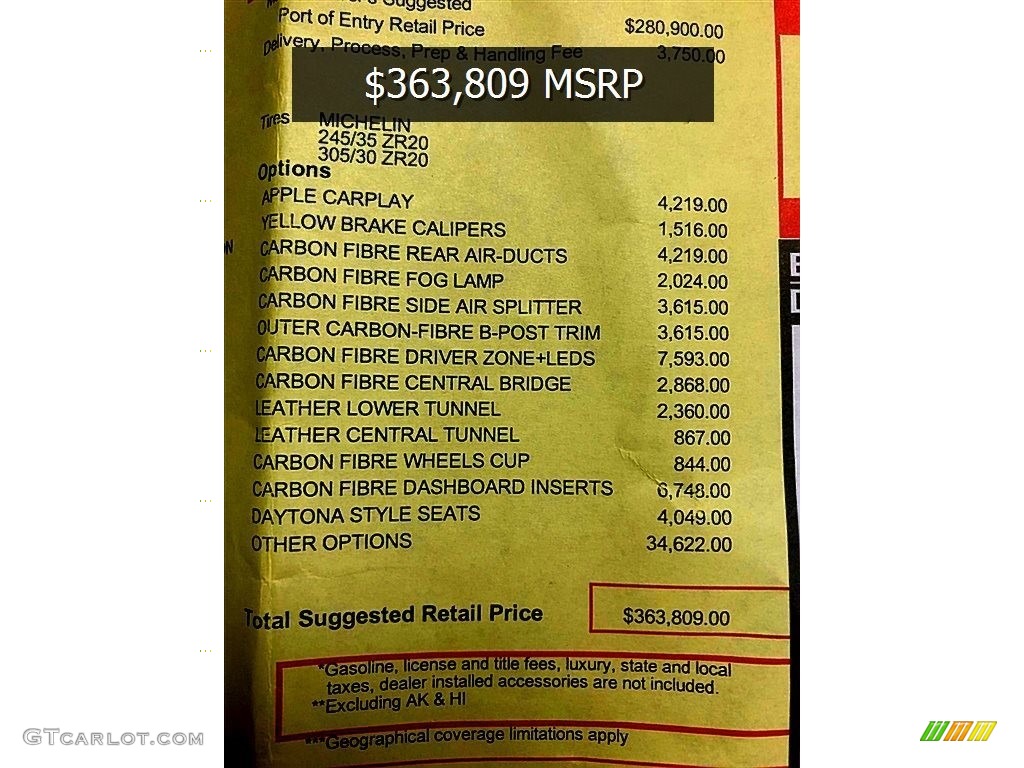 Suggested
Port of Entry Retail Price $280,900.00
Delivery, Process, Prep & Handling Fee 3,750.00
$363,809 MSRP
Tires MICHELIN
245/35 ZR20
305/30 ZR20
Options
APPLE CARPLAY 4,219.00
YELLOW BRAKE CALIPERS 1,516.00
CARBON FIBRE REAR AIR-DUCTS 4,219.00
CARBON FIBRE FOG LAMP 2,024.00
CARBON FIBRE SIDE AIR SPLITTER 3,615.00
OUTER CARBON-FIBRE B-POST TRIM 3,615.00
CARBON FIBRE DRIVER ZONE+LEDS 7,593.00
CARBON FIBRE CENTRAL BRIDGE 2,868.00
LEATHER LOWER TUNNEL 2,360.00
LEATHER CENTRAL TUNNEL 867.00
CARBON FIBRE WHEELS CUP 844.00
CARBON FIBRE DASHBOARD INSERTS 6,748.00
DAYTONA STYLE SEATS 4,049.00
OTHER OPTIONS 34,622.00
Total Suggested Retail Price $363,809.00
*Gasoline, license and title fees, luxury, state and local
taxes, dealer installed accessories are not included.
**Excluding AK & HI
***Geographical coverage limitations apply
GTcarlot.com